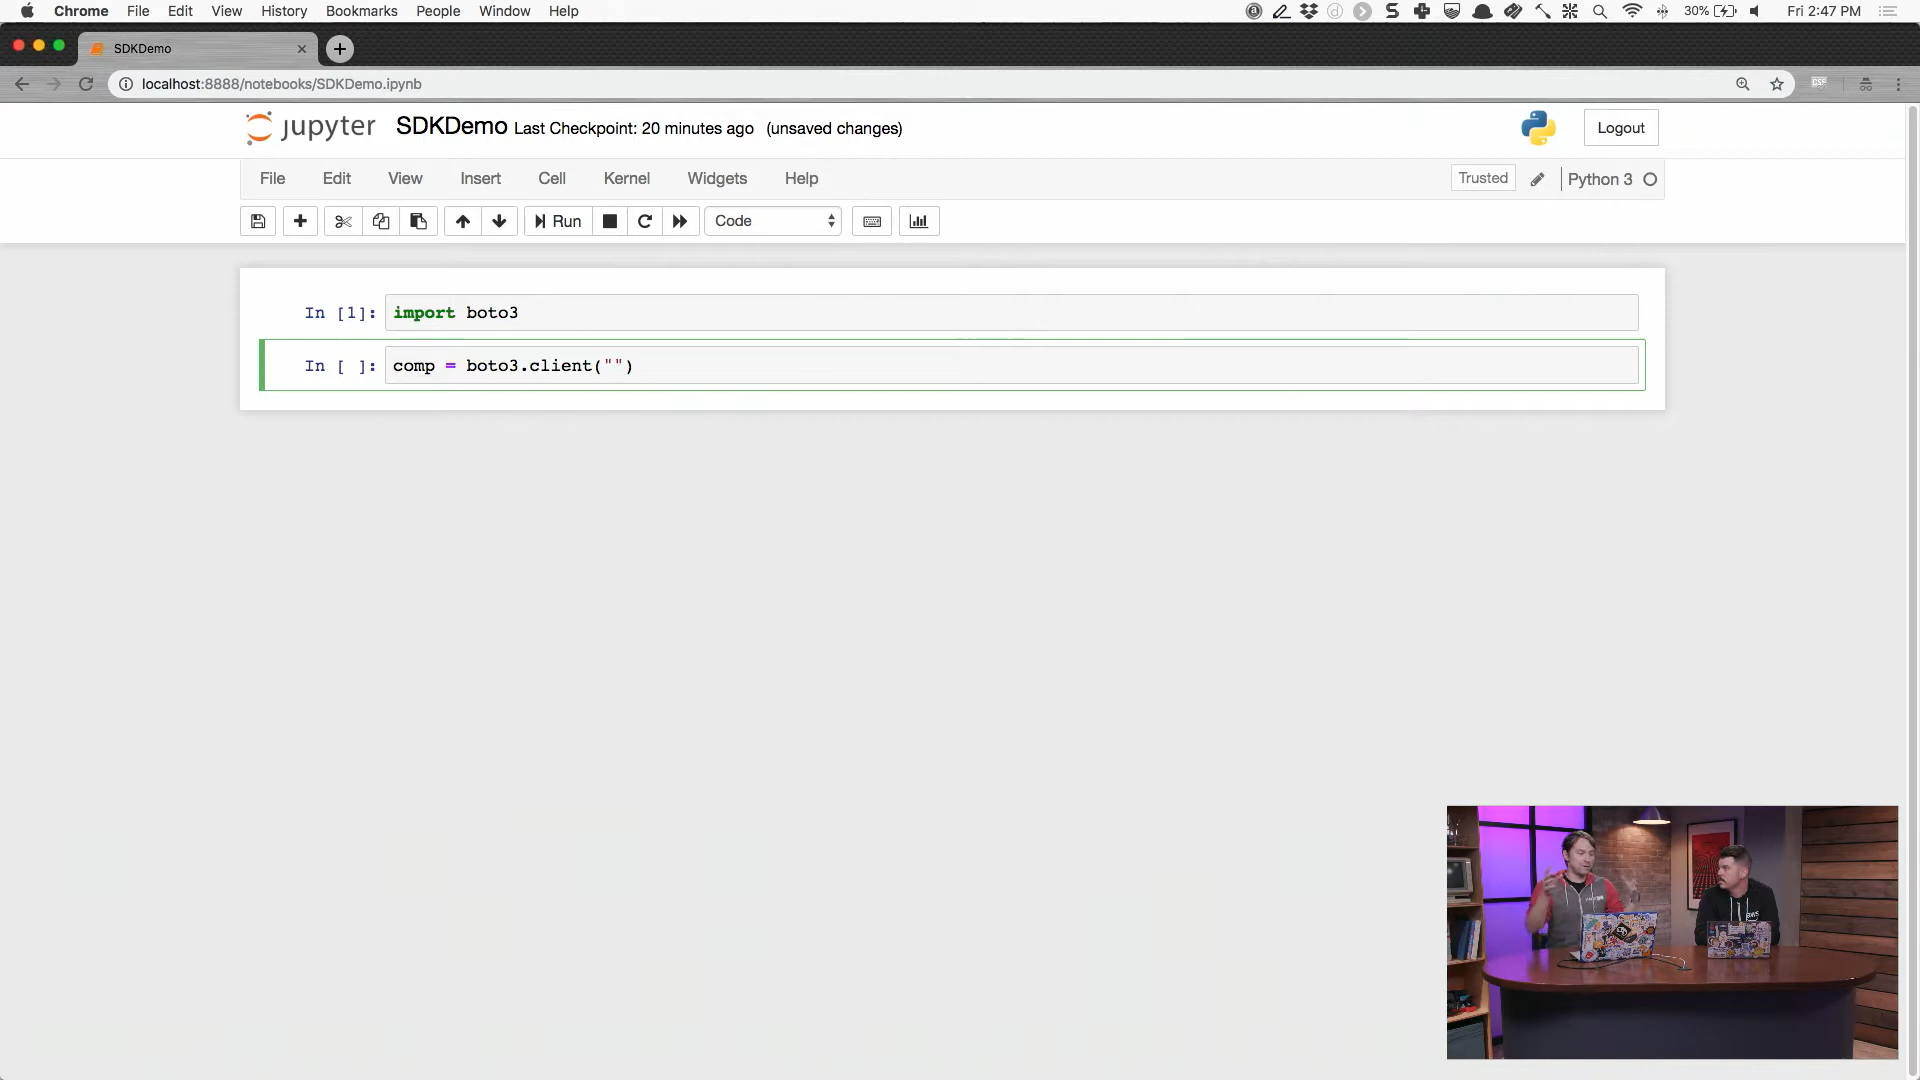 Chrome File Edit View History Bookmarks People Window Help 30% Fri 2:47 PM
SDKDemo
localhost:8888/notebooks/SDKDemo.ipynb
jupyter SDKDemo Last Checkpoint: 20 minutes ago (unsaved changes) Logout
File Edit View Insert Cell Kernel Widgets Help Trusted Python 3
Run Code
In [1]: import boto3
In [ ]: comp = boto3.client("")